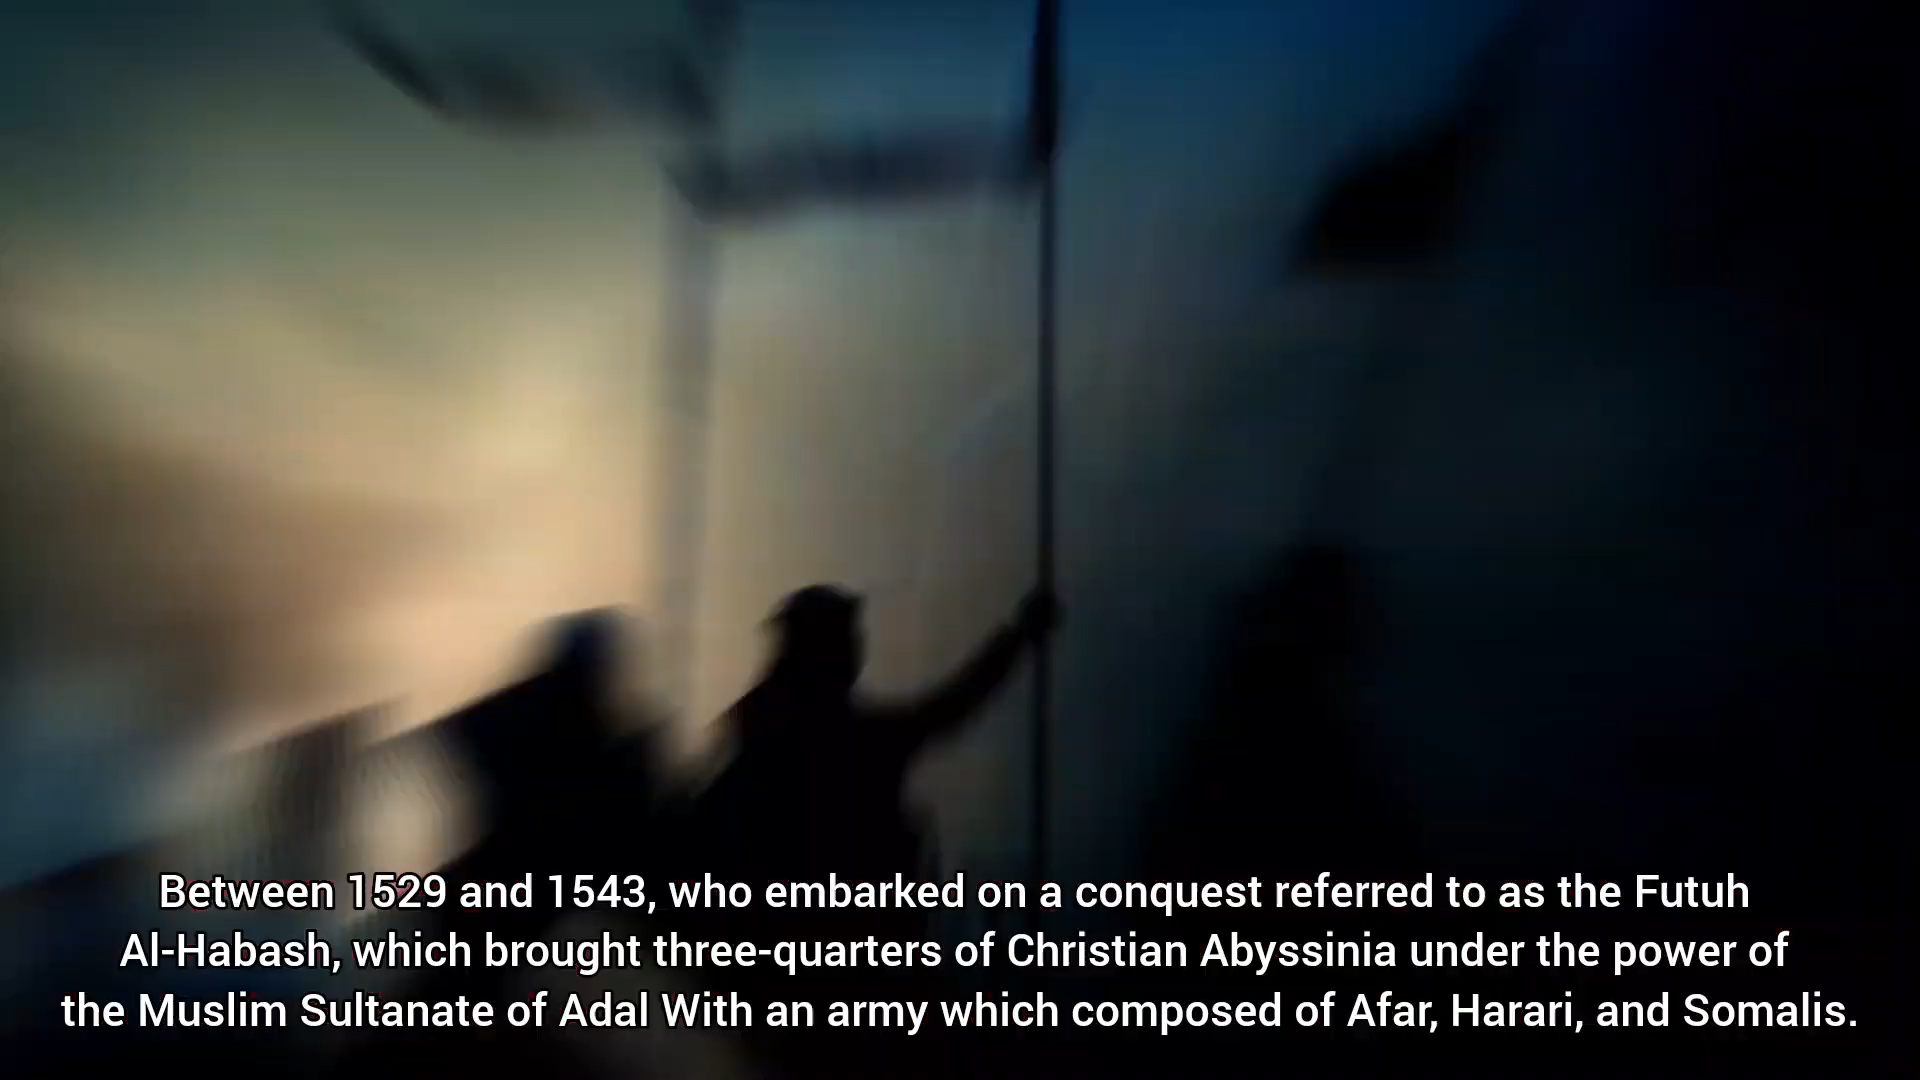 Between 1529 and 1543, who embarked on a conquest referred to as the Futuh
Al-Habash, which brought three-quarters of Christian Abyssinia under the power of
the Muslim Sultanate of Adal With an army which composed of Afar, Harari, and Somalis.